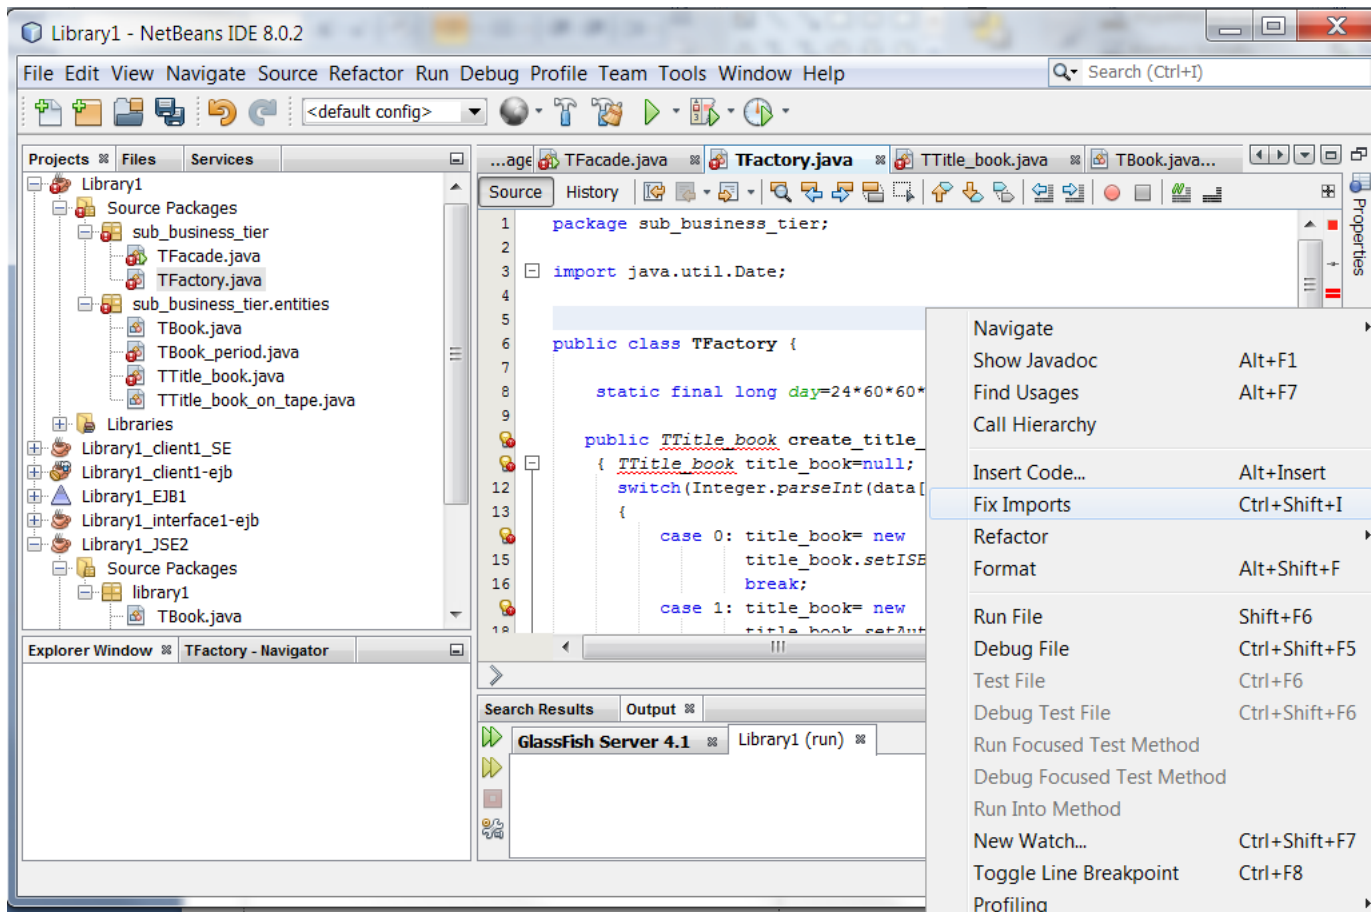 Library1 - NetBeans IDE 8.0.2
File Edit View Navigate Source Refactor Run Debug Profile Team Tools Window Help
Search (Ctrl+I)
<default config>
Projects Files Services
Library1
Source Packages
sub_business_tier
TFacade.java
TFactory.java
sub_business_tier.entities
TBook.java
TBook_period.java
TTitle_book.java
TTitle_book_on_tape.java
Libraries
Library1_client1_SE
Library1_client1-ejb
Library1_EJB1
Library1_interface1-ejb
Library1_JSE2
Source Packages
library1
TBook.java
Explorer Window TFactory - Navigator
...age TFacade.java TFactory.java TTitle_book.java TBook.java...
Source History
Properties
1 package sub_business_tier;
2
3 import java.util.Date;
4
5
6 public class TFactory {
7
8 static final long day=24*60*60*
9
public TTitle_book create_title_
{ TTitle_book title_book=null;
12 switch(Integer.parseInt(data[
13 {
case 0: title_book= new
15 title_book.setISB
16 break;
case 1: title_book= new
18 title_book.setAut
Search Results Output
GlassFish Server 4.1 Library1 (run)
Navigate
Show Javadoc Alt+F1
Find Usages Alt+F7
Call Hierarchy
Insert Code... Alt+Insert
Fix Imports Ctrl+Shift+I
Refactor
Format Alt+Shift+F
Run File Shift+F6
Debug File Ctrl+Shift+F5
Test File Ctrl+F6
Debug Test File Ctrl+Shift+F6
Run Focused Test Method
Debug Focused Test Method
Run Into Method
New Watch... Ctrl+Shift+F7
Toggle Line Breakpoint Ctrl+F8
Profiling